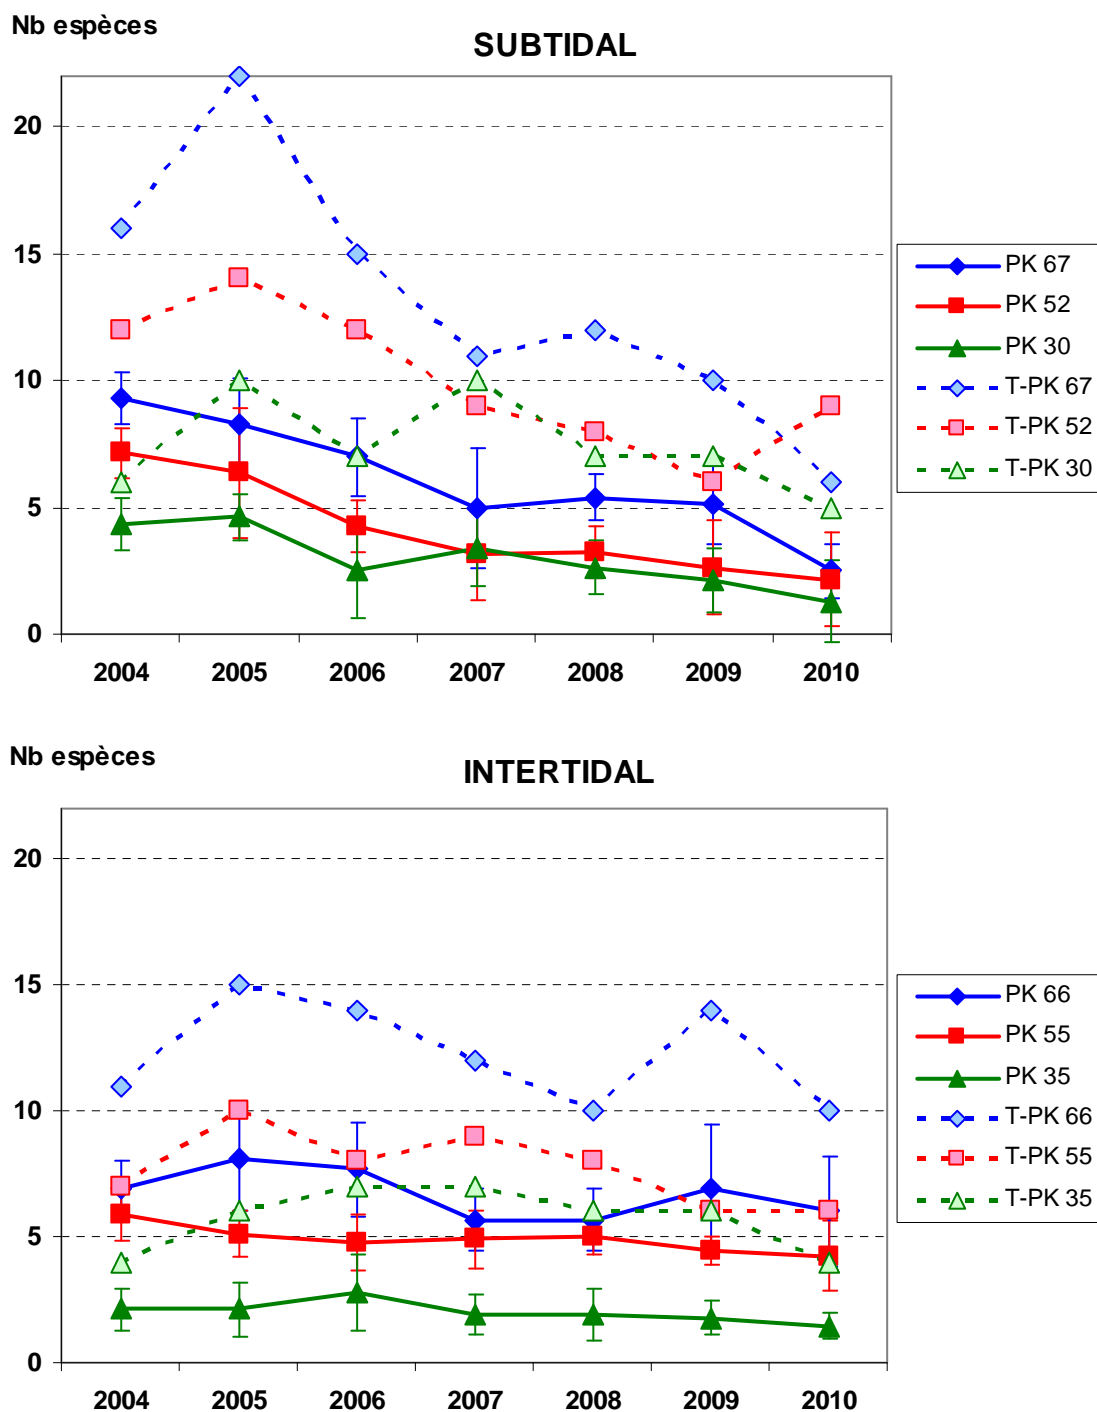 Nb espèces
SUBTIDAL
20
15
10
5
0
2004 2005 2006 2007 2008 2009 2010
PK 67
PK 52
PK 30
T-PK 67
T-PK 52
T-PK 30
Nb espèces
INTERTIDAL
20
15
10
5
0
2004 2005 2006 2007 2008 2009 2010
PK 66
PK 55
PK 35
T-PK 66
T-PK 55
T-PK 35